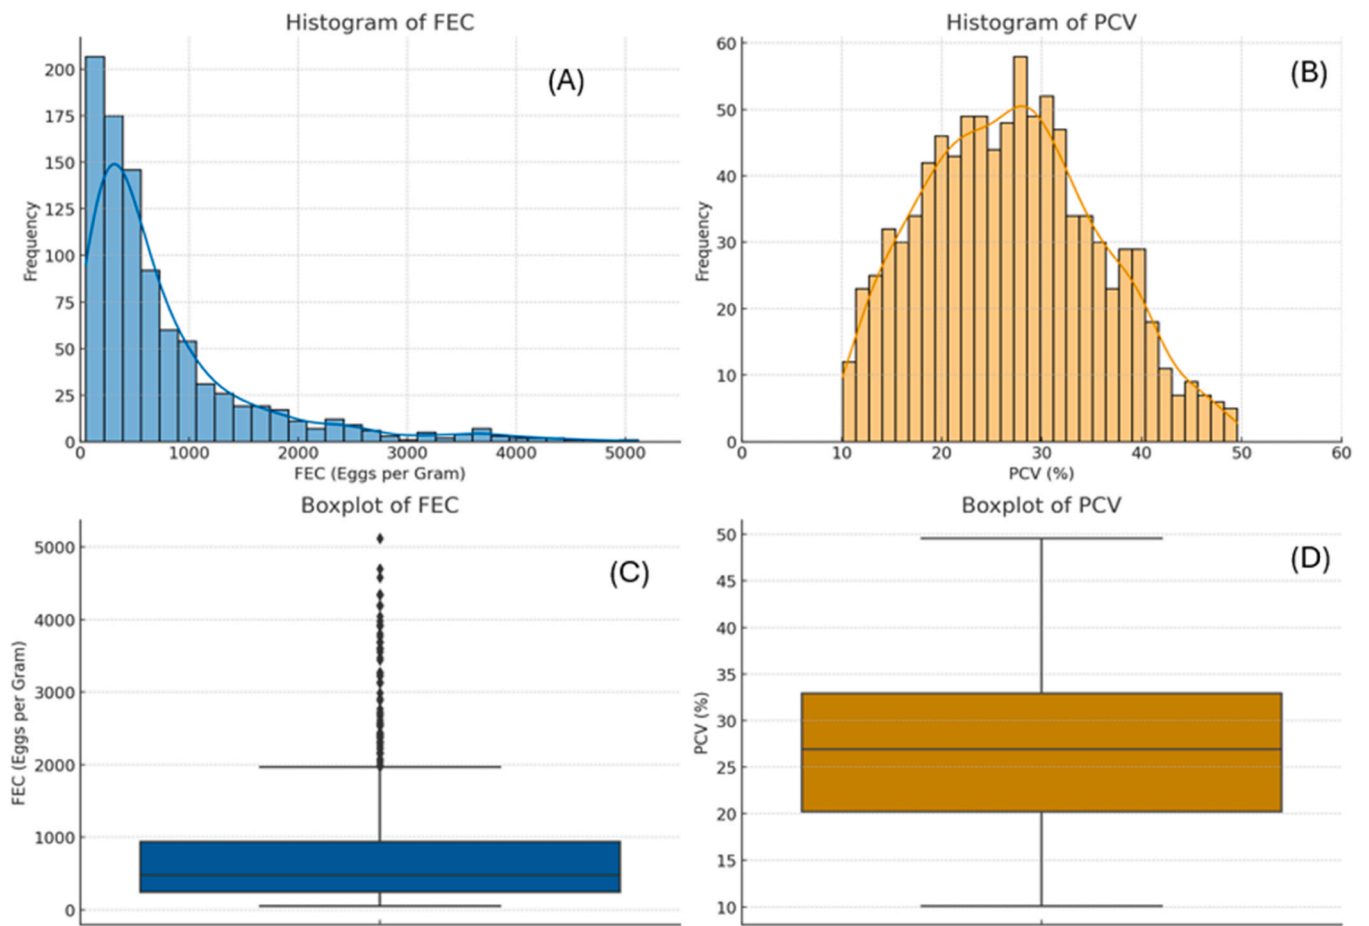 Histogram of FEC
(A)
Frequency
200
175
150
125
100
75
50
25
0
0 1000 2000 3000 4000 5000
FEC (Eggs per Gram)
Histogram of PCV
(B)
Frequency
60
50
40
30
20
10
0
0 10 20 30 40 50 60
PCV (%)
Boxplot of FEC
(C)
FEC (Eggs per Gram)
5000
4000
3000
2000
1000
0
Boxplot of PCV
(D)
PCV (%)
50
45
40
35
30
25
20
15
10